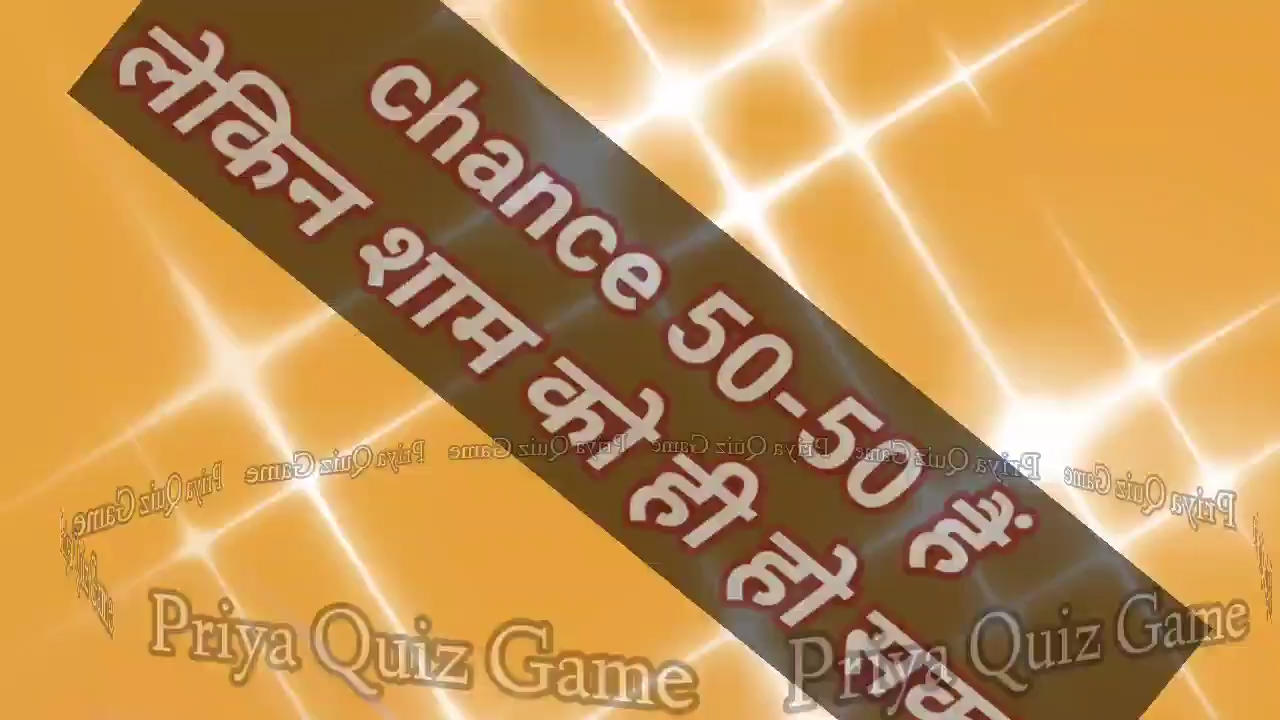 chance 50-50 हैं
लेकिन शाम को ही हो
Priya Quiz Game Priya Quiz Game Priya Quiz Game Priya Quiz Game Priya Quiz Game Priya Quiz Game
Priya Quiz Game Priya Quiz Game